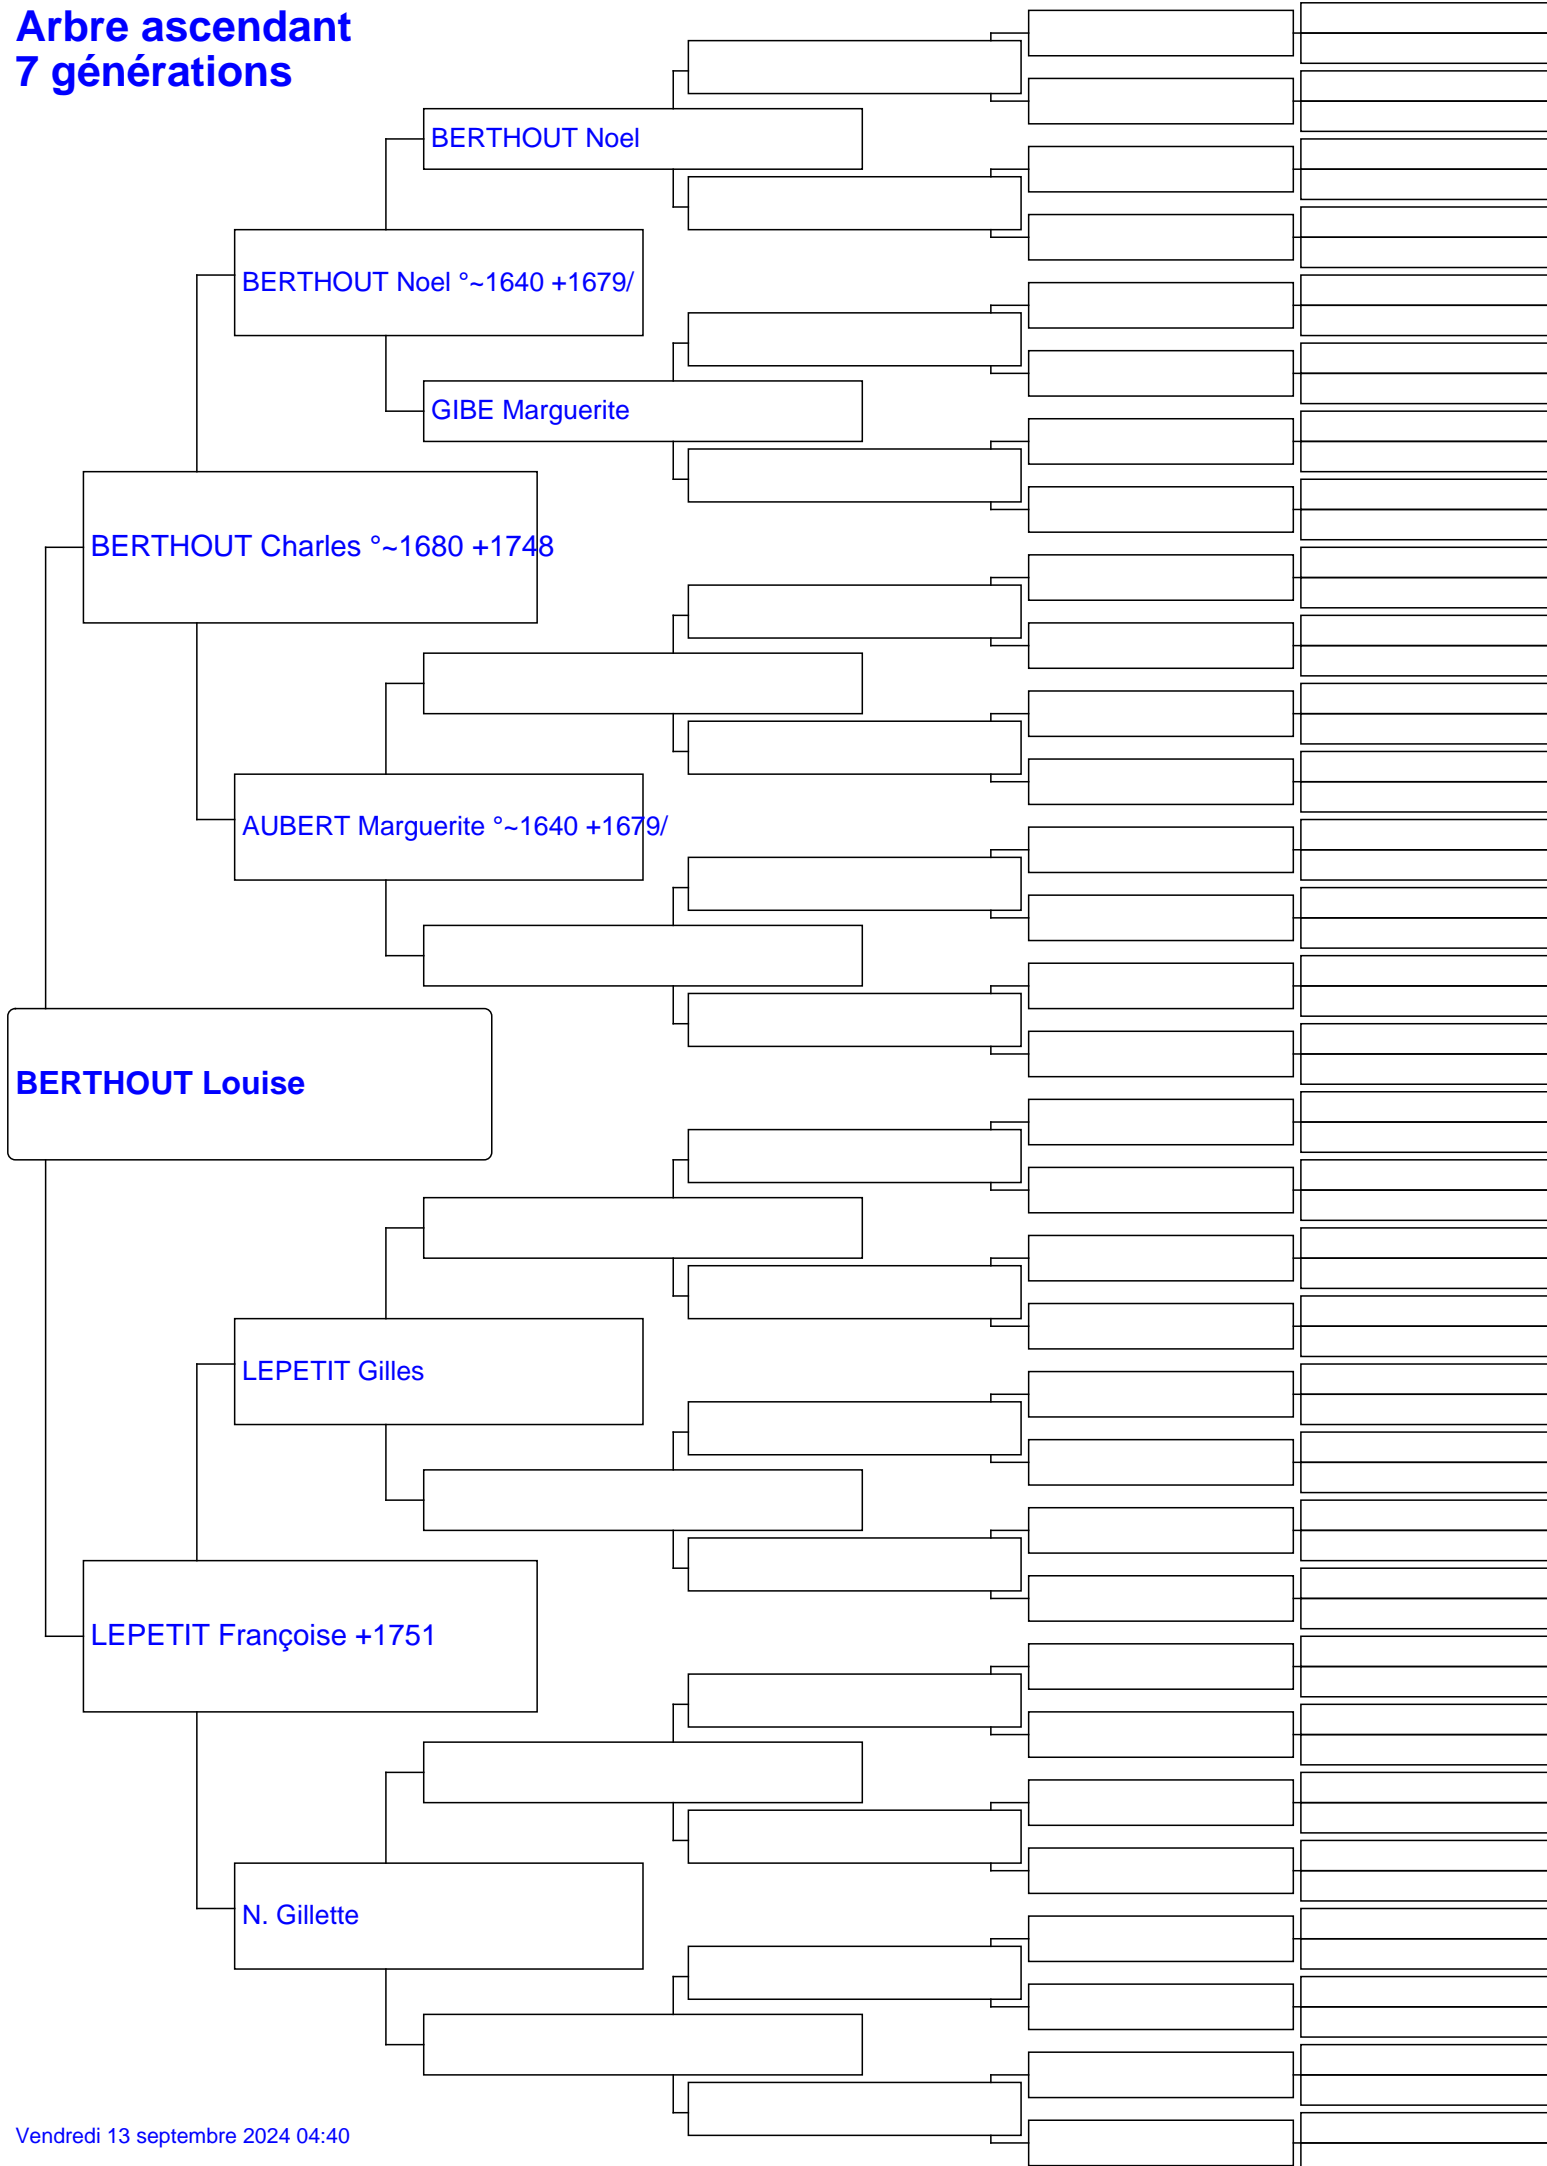 Arbre ascendant
7 générations
BERTHOUT Noel
BERTHOUT Noel °~1640 +1679/
GIBE Marguerite
BERTHOUT Charles °~1680 +1748
AUBERT Marguerite °~1640 +1679/
BERTHOUT Louise
LEPETIT Gilles
LEPETIT Françoise +1751
N. Gillette
Vendredi 13 septembre 2024 04:40